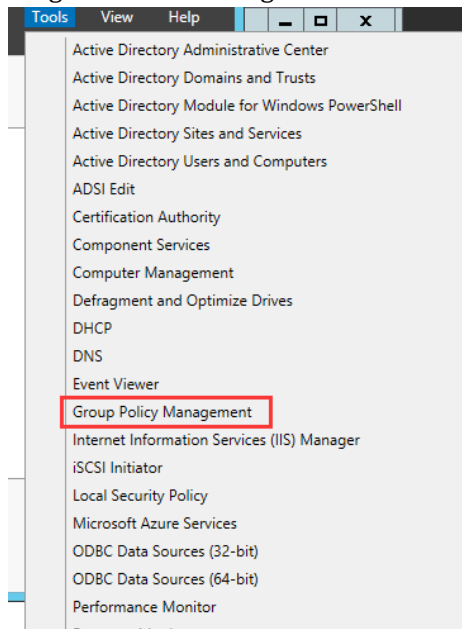 Tools View Help
Active Directory Administrative Center
Active Directory Domains and Trusts
Active Directory Module for Windows PowerShell
Active Directory Sites and Services
Active Directory Users and Computers
ADSI Edit
Certification Authority
Component Services
Computer Management
Defragment and Optimize Drives
DHCP
DNS
Event Viewer
Group Policy Management
Internet Information Services (IIS) Manager
iSCSI Initiator
Local Security Policy
Microsoft Azure Services
ODBC Data Sources (32-bit)
ODBC Data Sources (64-bit)
Performance Monitor